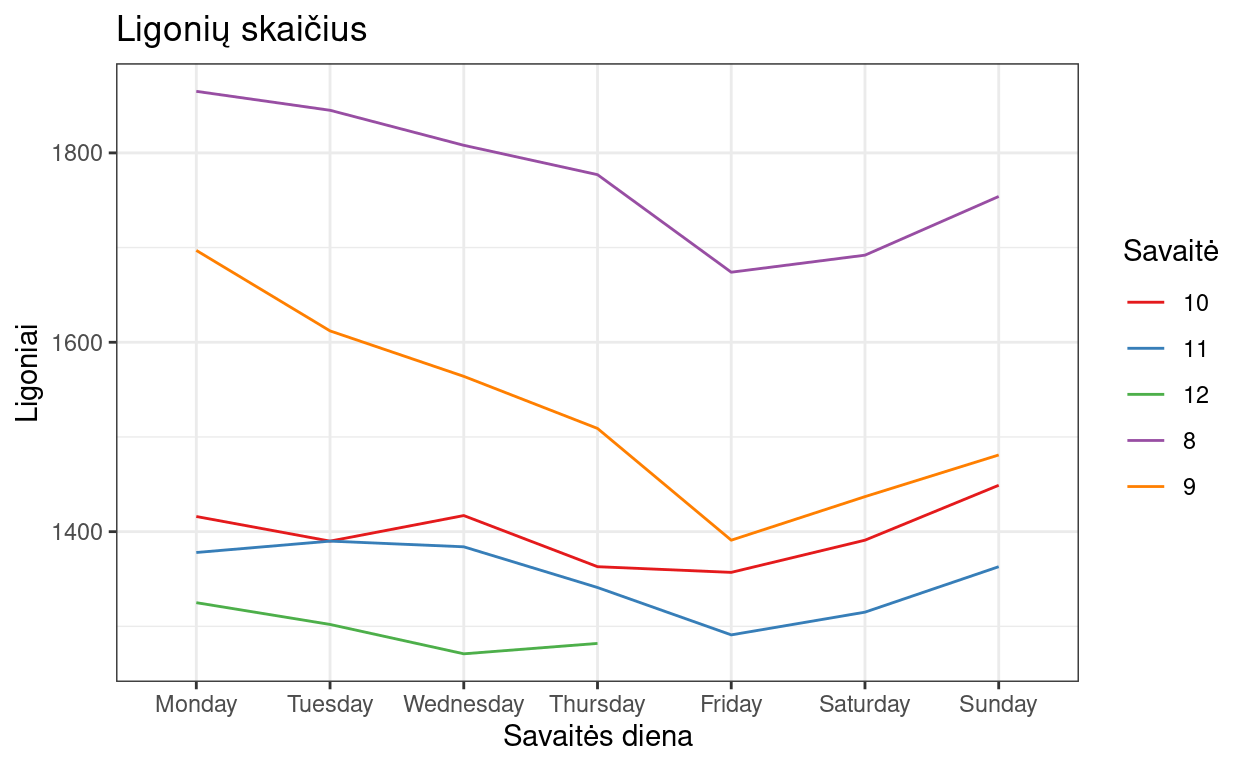 Ligonių skaičius
Ligoniai
1800
1600
1400
Monday Tuesday Wednesday Thursday Friday Saturday Sunday
Savaitės diena
Savaitė
10
11
12
8
9